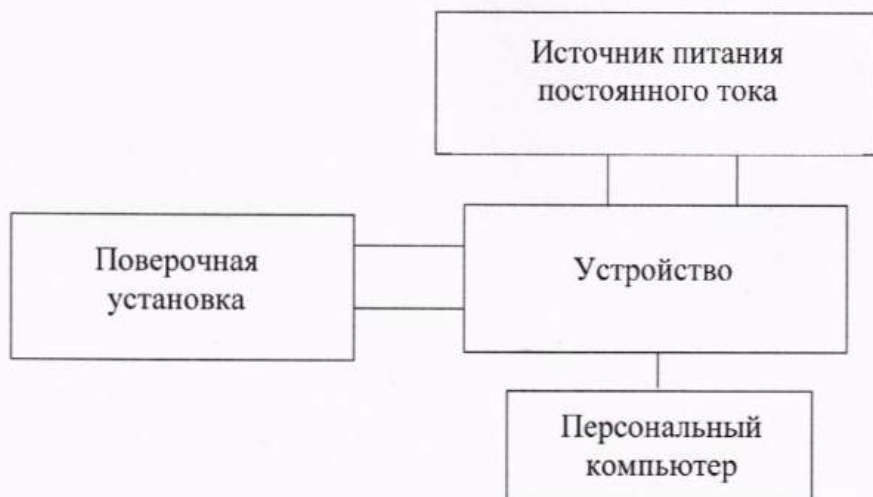 Источник питания
постоянного тока
Поверочная
установка
Устройство
Персональный
компьютер